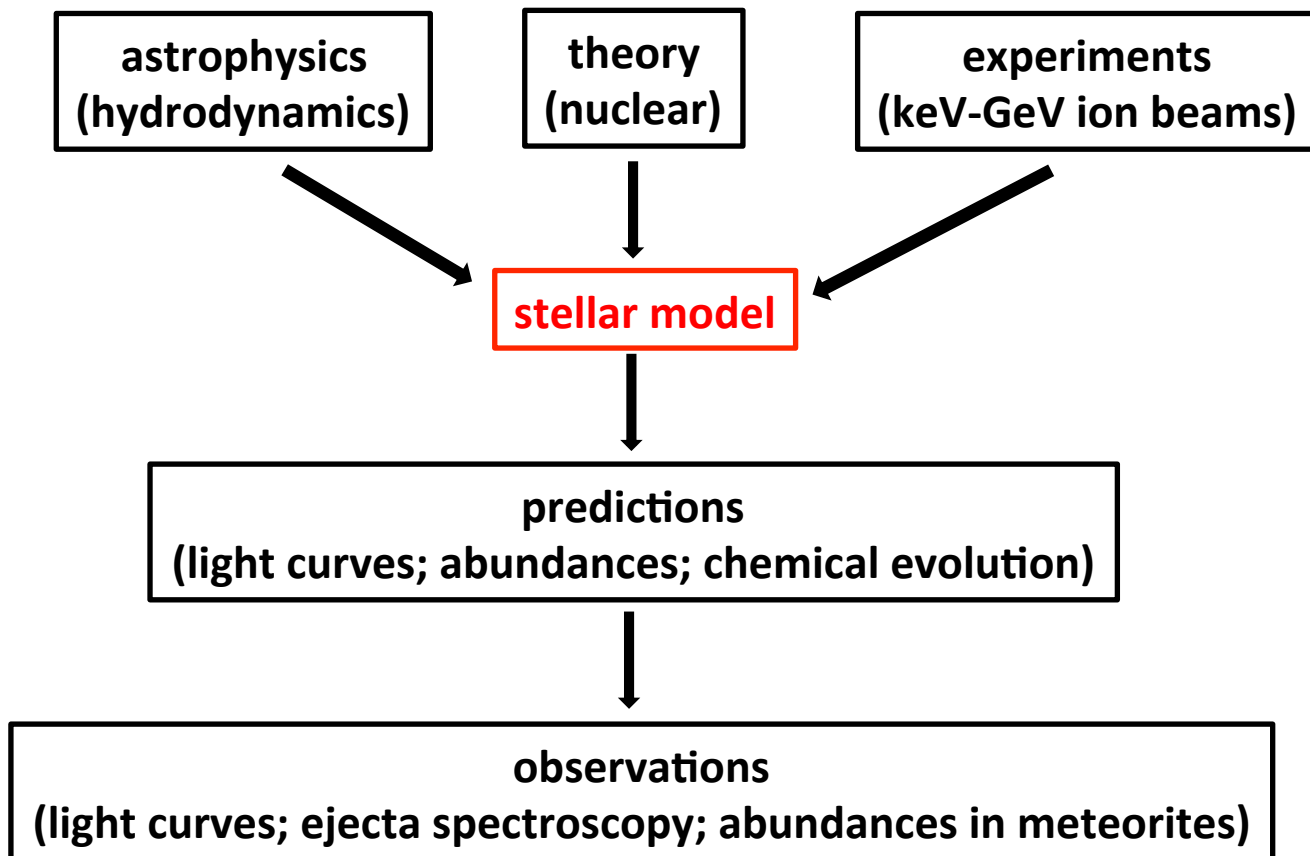 astrophysics
(hydrodynamics)
theory
(nuclear)
experiments
(keV-GeV ion beams)
stellar model
predictions
(light curves; abundances; chemical evolution)
observations
(light curves; ejecta spectroscopy; abundances in meteorites)